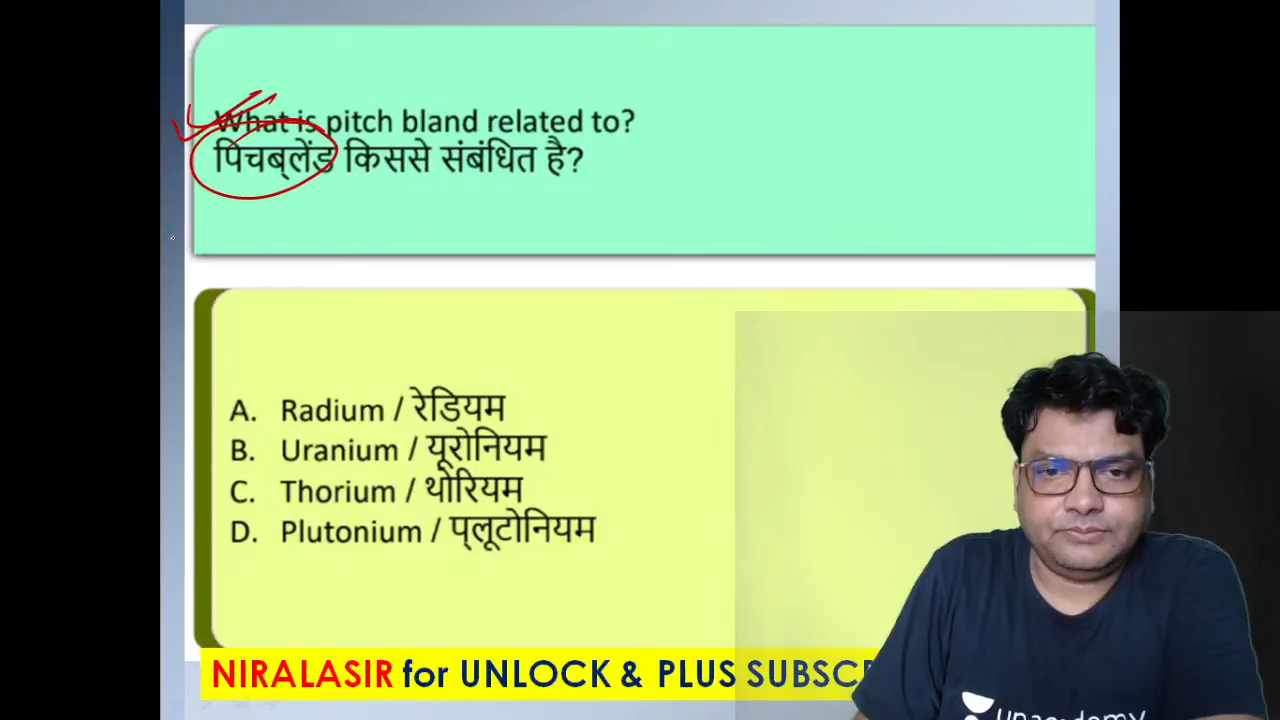 What is pitch bland related to?
पिचब्लेंड किससे संबंधित है?
A. Radium / रेडियम
B. Uranium / यूरोनियम
C. Thorium / थोरियम
D. Plutonium / प्लूटोनियम
NIRALASIR for UNLOCK & PLUS SUBSC
unacademy